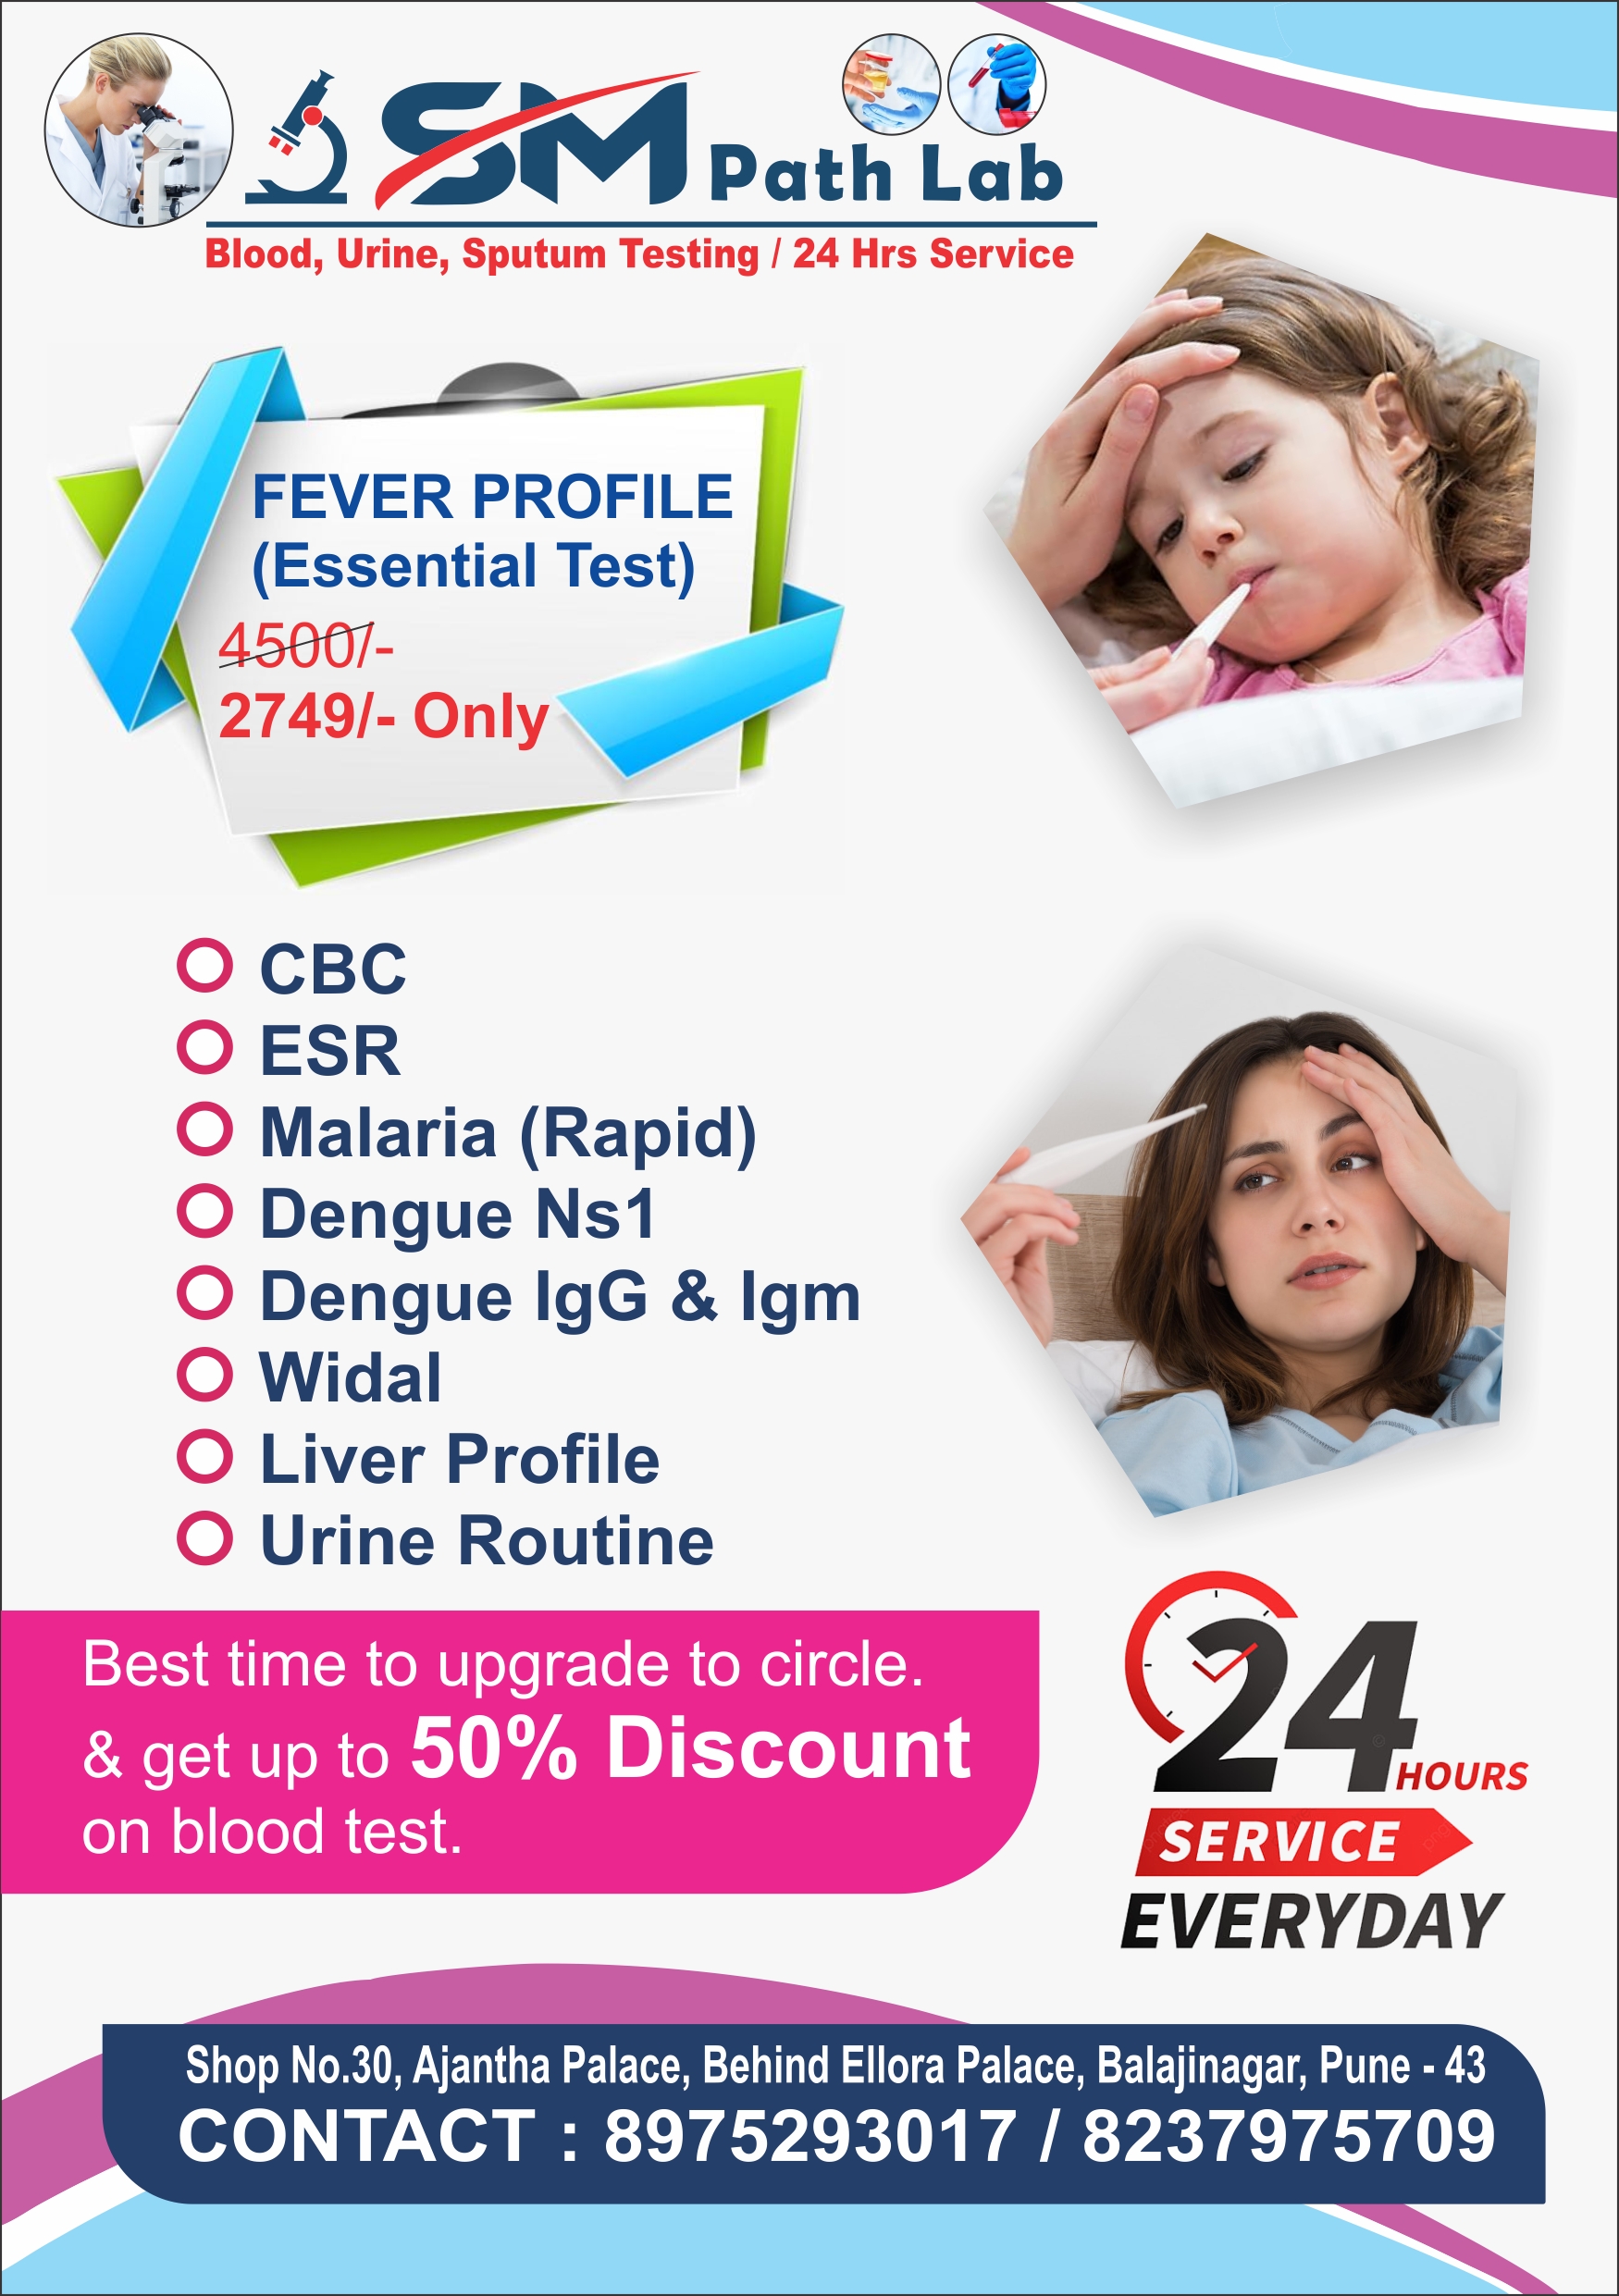 SM Path Lab
Blood, Urine, Sputum Testing / 24 Hrs Service
FEVER PROFILE
(Essential Test)
4500/-
2749/- Only
CBC
ESR
Malaria (Rapid)
Dengue Ns1
Dengue IgG & Igm
Widal
Liver Profile
Urine Routine
Best time to upgrade to circle.
& get up to 50% Discount
on blood test.
24
HOURS
SERVICE
EVERYDAY
Shop No.30, Ajantha Palace, Behind Ellora Palace, Balajinagar, Pune - 43
CONTACT : 8975293017 / 8237975709